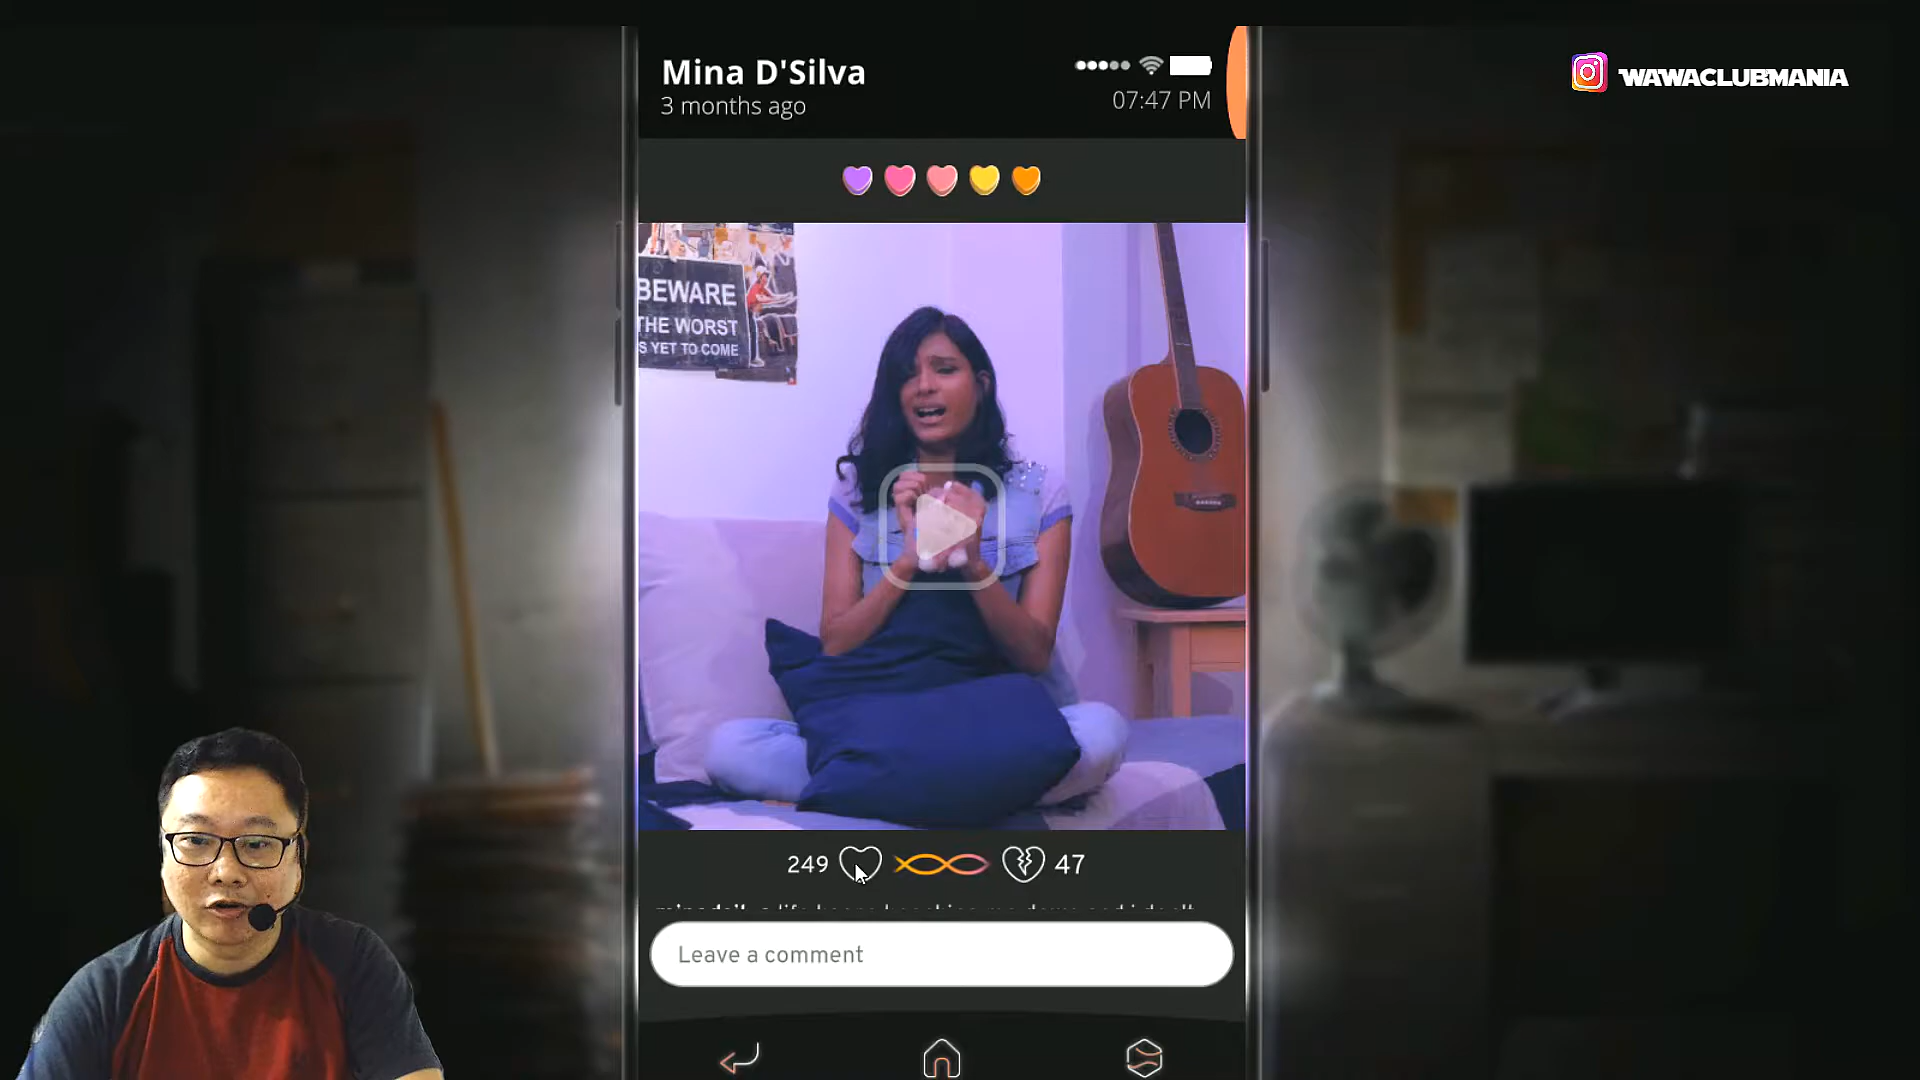 Mina D'Silva
3 months ago
07:47 PM
WAWACLUBMANIA
BEWARE
THE WORST
S YET TO COME
249
47
Leave a comment